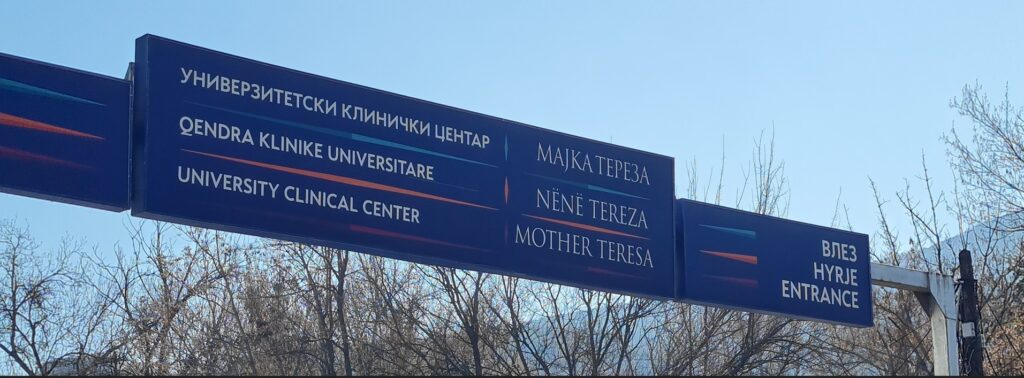 УНИВЕРЗИТЕТСКИ КЛИНИЧКИ ЦЕНТАР
QENDRA KLINIKE UNIVERSITARE
UNIVERSITY CLINICAL CENTER
МАЈКА ТЕРЕЗА
NËNË TEREZA
MOTHER TERESA
ВЛЕЗ
HYRJE
ENTRANCE